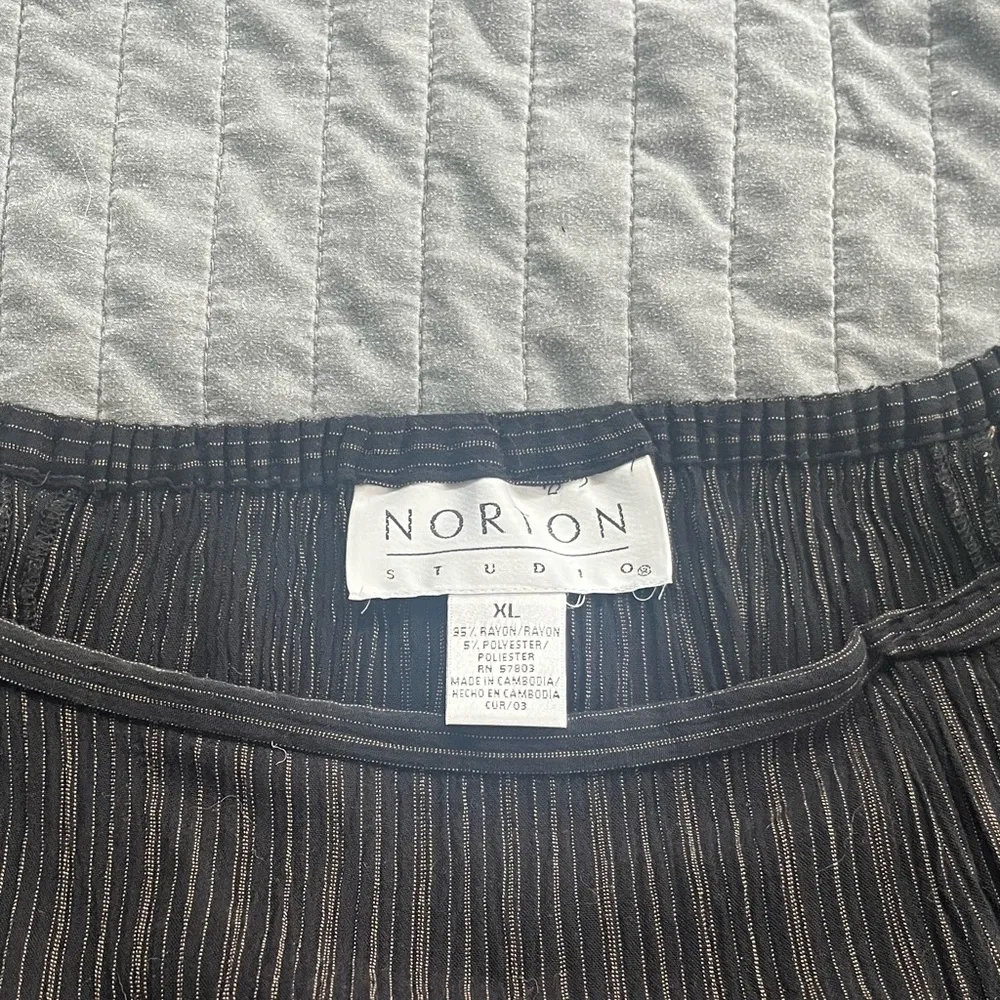 NORTON
STUDIO®
XL
95% RAYON/RAYON
5% POLYESTER/
POLIESTER
RN 57803
MADE IN CAMBODIA/
HECHO EN CAMBODIA
CUR/03